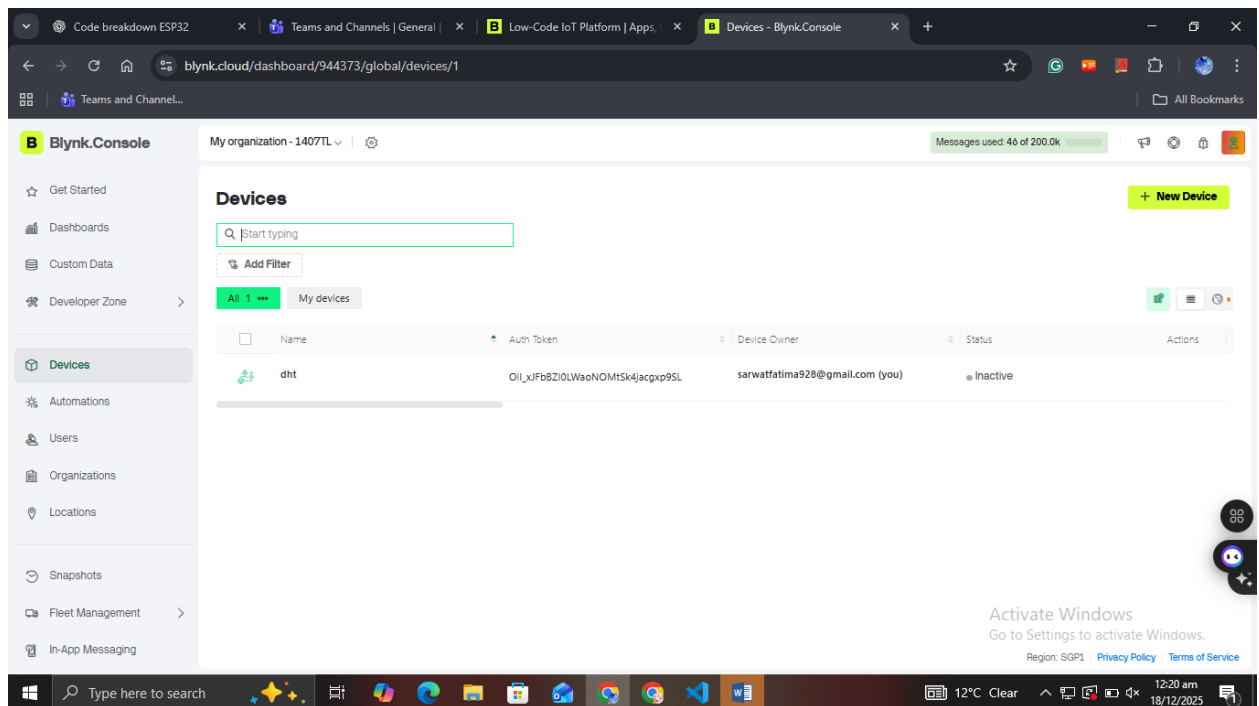 Code breakdown ESP32
Teams and Channels | General |
Low-Code IoT Platform | Apps,
Devices - Blynk.Console
blynk.cloud/dashboard/944373/global/devices/1
Teams and Channel...
All Bookmarks
B Blynk.Console
My organization - 1407TL
Messages used: 46 of 200.0k
Get Started
Devices
+ New Device
Dashboards
Start typing
Custom Data
Add Filter
Developer Zone
All 1
My devices
Name
Auth Token
Device Owner
Status
Actions
Devices
dht
OII_xJFbBZI0LWaoNOMtSk4jacgxp9SL
sarwatfatima928@gmail.com (you)
Inactive
Automations
Users
Organizations
Locations
Snapshots
Fleet Management
In-App Messaging
Activate Windows
Go to Settings to activate Windows.
Region: SGP1
Privacy Policy
Terms of Service
Type here to search
12°C Clear
12:20 am
18/12/2025